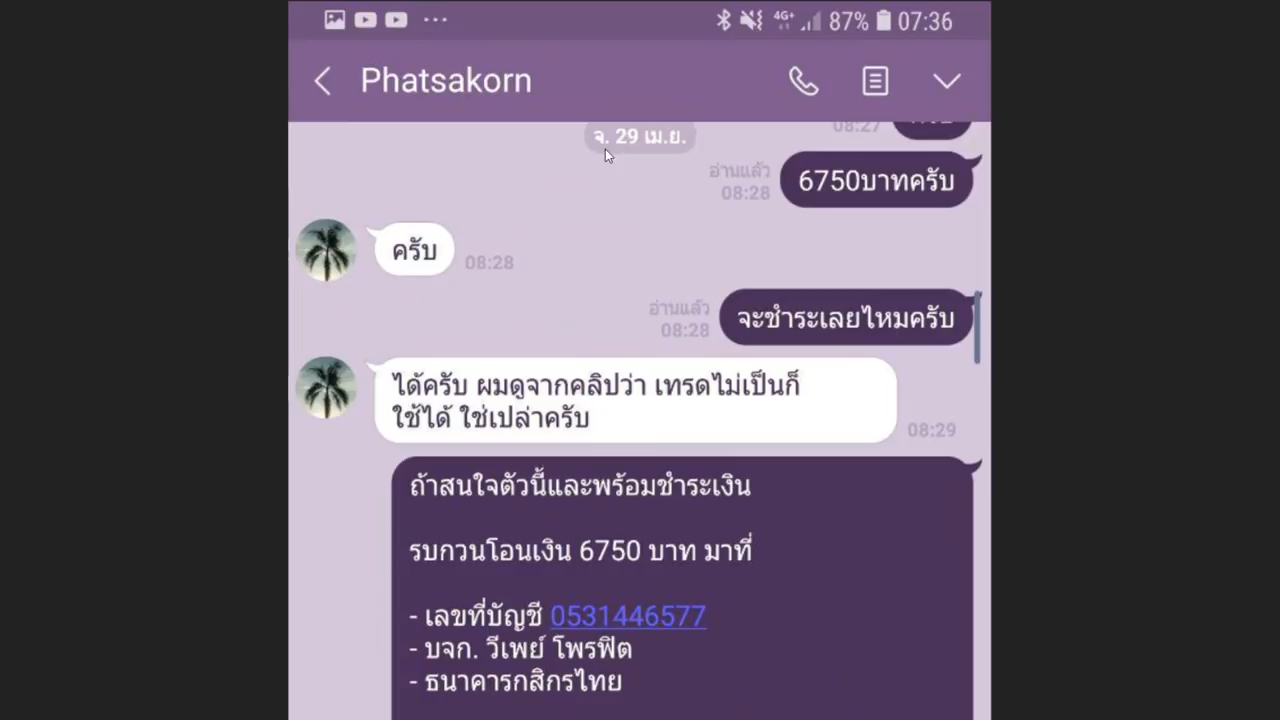 87% 07:36
Phatsakorn
08:27
จ. 29 เม.ย.
อ่านแล้ว
08:28
6750บาทครับ
ครับ
08:28
อ่านแล้ว
08:28
จะชำระเลยไหมครับ
ได้ครับ ผมดูจากคลิปว่า เทรดไม่เป็นก็
ใช้ได้ ใช่เปล่าครับ
08:29
ถ้าสนใจตัวนี้และพร้อมชำระเงิน
รบกวนโอนเงิน 6750 บาท มาที่
- เลขที่บัญชี 0531446577
- บจก. วีเพย์ โพรฟิต
- ธนาคารกสิกรไทย